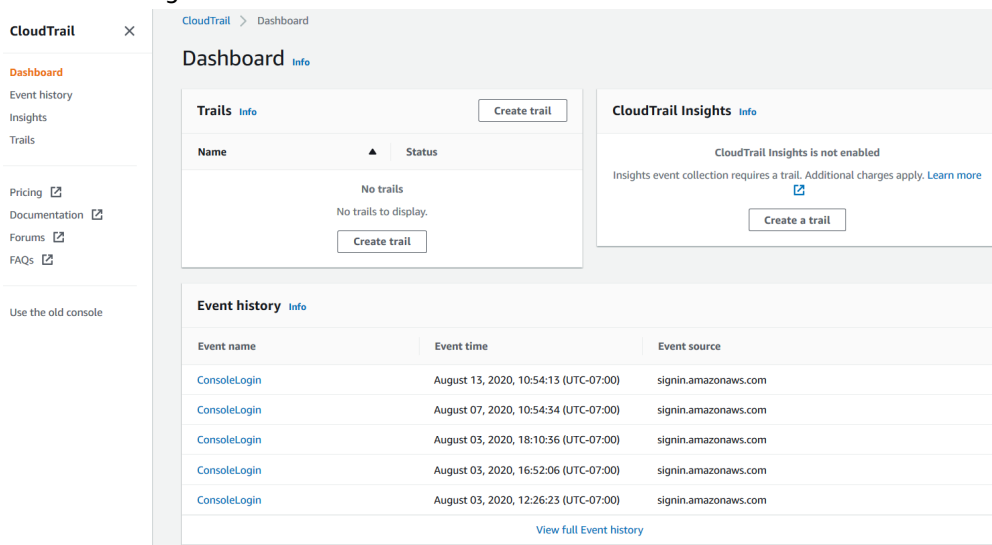 CloudTrail
Dashboard
Event history
Insights
Trails
Pricing
Documentation
Forums
FAQs
Use the old console
CloudTrail > Dashboard
Dashboard Info
Trails Info
Create trail
Name Status
No trails
No trails to display.
Create trail
CloudTrail Insights Info
CloudTrail Insights is not enabled
Insights event collection requires a trail. Additional charges apply. Learn more
Create a trail
Event history Info
Event name Event time Event source
ConsoleLogin August 13, 2020, 10:54:13 (UTC-07:00) signin.amazonaws.com
ConsoleLogin August 07, 2020, 10:54:34 (UTC-07:00) signin.amazonaws.com
ConsoleLogin August 03, 2020, 18:10:36 (UTC-07:00) signin.amazonaws.com
ConsoleLogin August 03, 2020, 16:52:06 (UTC-07:00) signin.amazonaws.com
ConsoleLogin August 03, 2020, 12:26:23 (UTC-07:00) signin.amazonaws.com
View full Event history